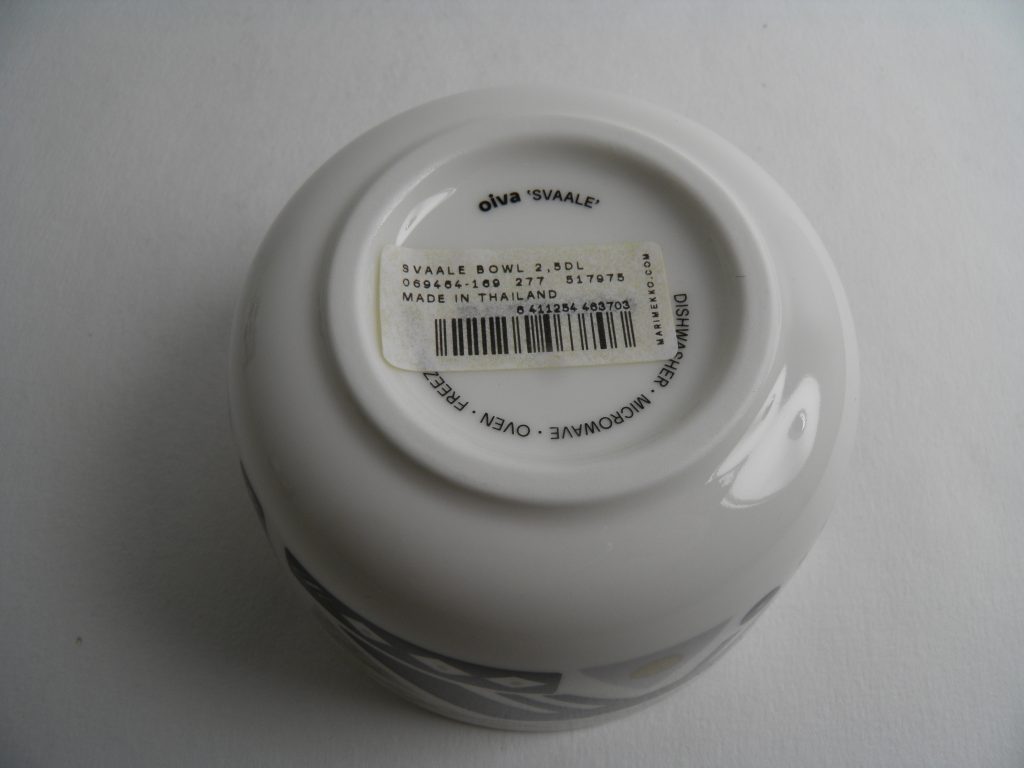 oiva 'SVAALE'
SVAALE BOWL 2,5DL
069464-169 277 517975
MADE IN THAILAND
6 411254 463703
MARIMEKKO.COM
DISHWASHER · MICROWAVE · OVEN · FREEZ